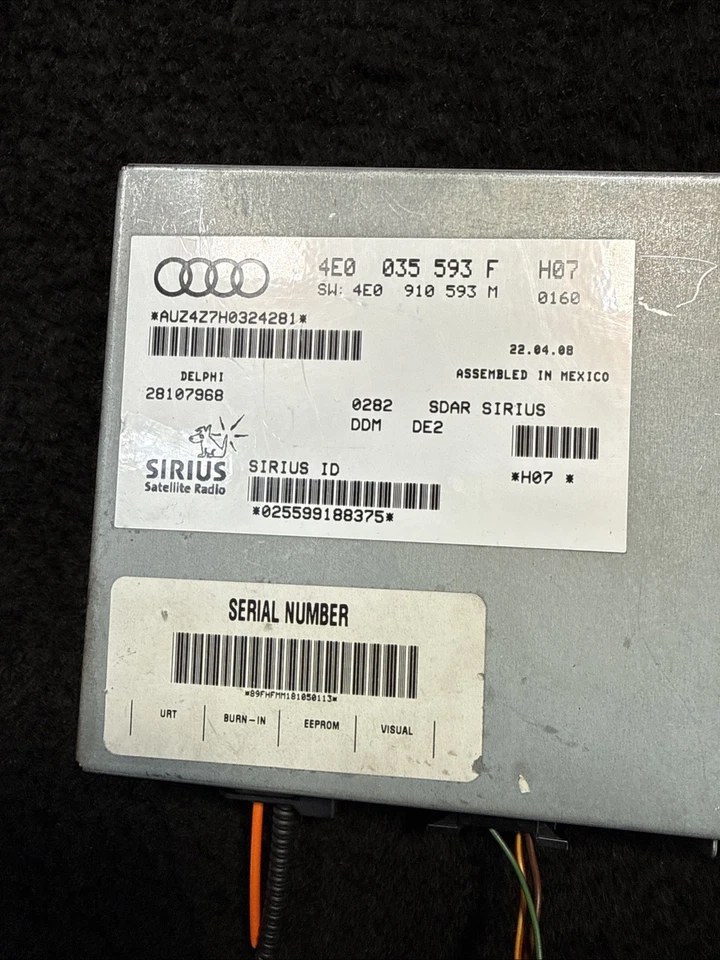 4E0 035 593 F H07
SW: 4E0 910 593 M 0160
*AUZ4Z7H0324281*
22.04.08
DELPHI ASSEMBLED IN MEXICO
28107968
0282 SDAR SIRIUS
DDM DE2
SIRIUS
Satellite Radio
SIRIUS ID
*H07 *
*025599188375*
SERIAL NUMBER
*89FHFMM181050113*
URT BURN-IN EEPROM VISUAL